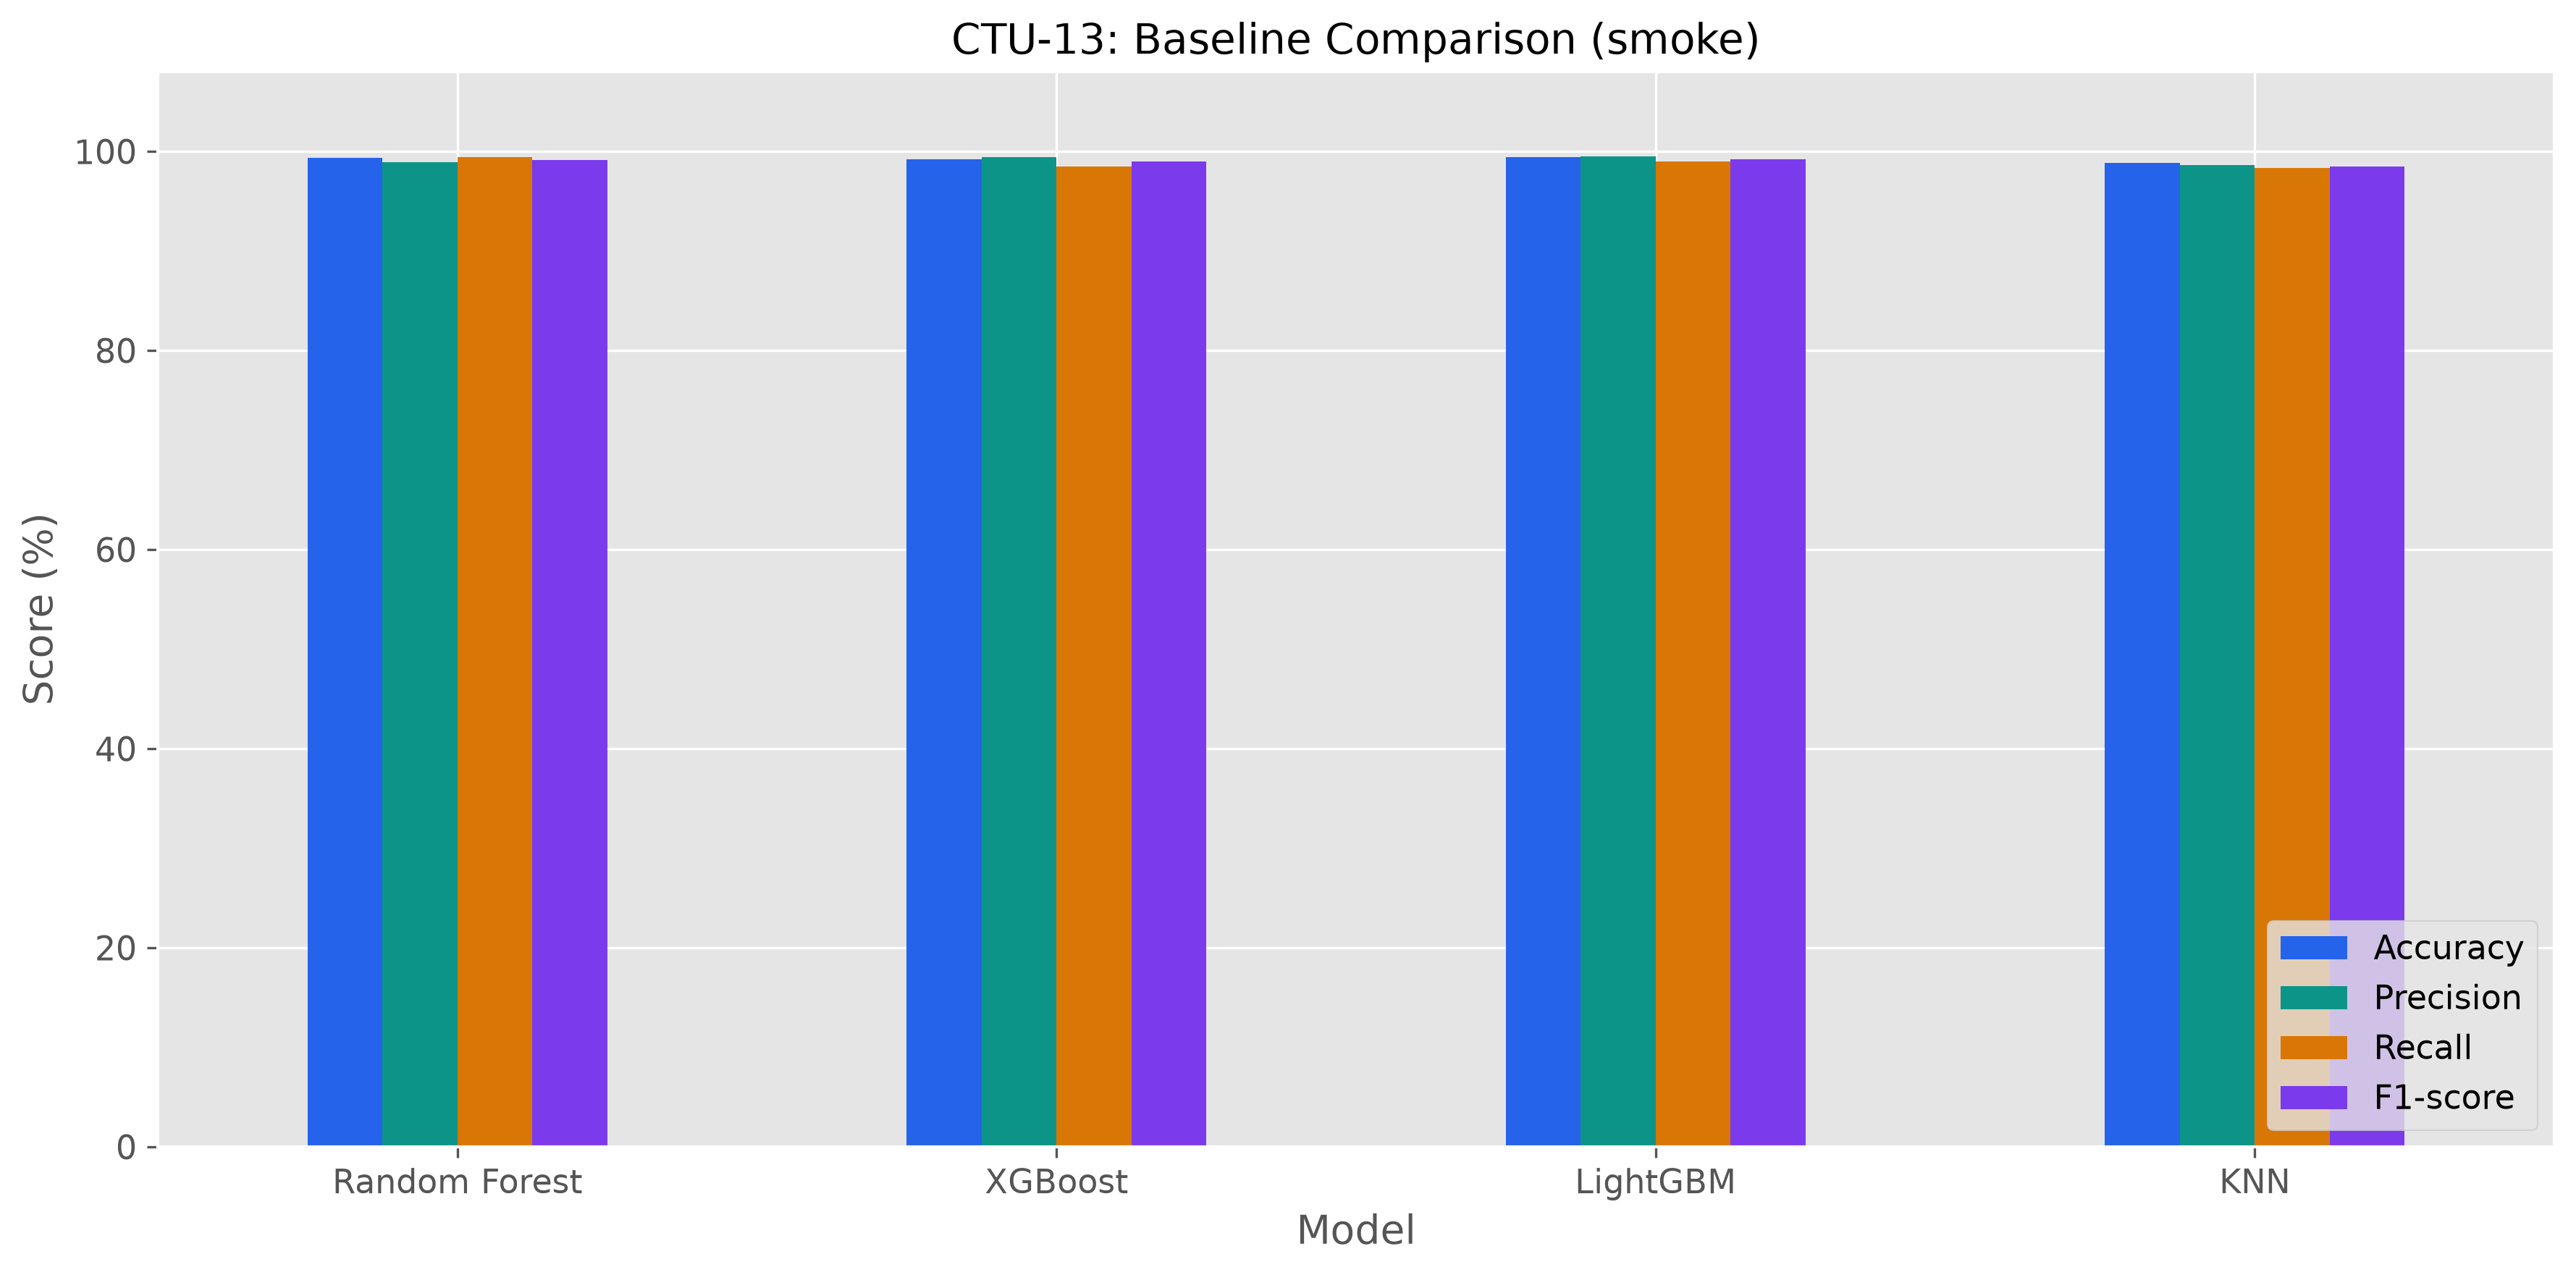 CTU-13: Baseline Comparison (smoke)
Score (%)
100
80
60
40
20
0
Random Forest XGBoost LightGBM KNN
Model
Accuracy
Precision
Recall
F1-score